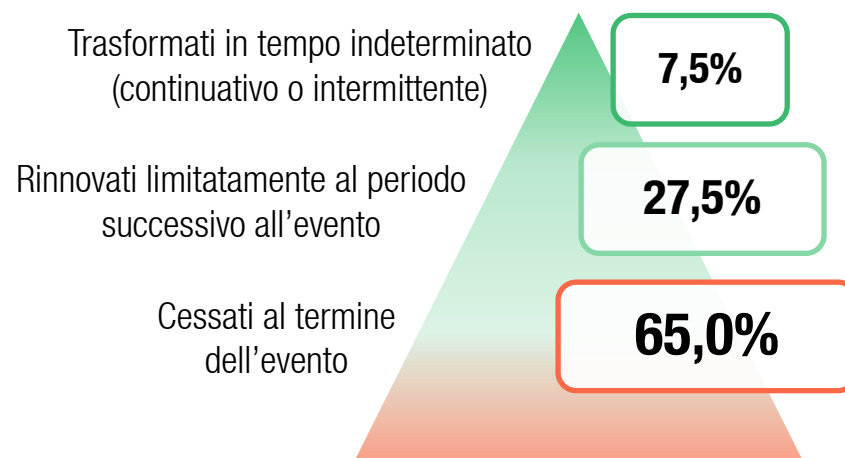 Trasformati in tempo indeterminato
(continuativo o intermittente)
7,5%
Rinnovati limitatamente al periodo
successivo all’evento
27,5%
Cessati al termine
dell’evento
65,0%